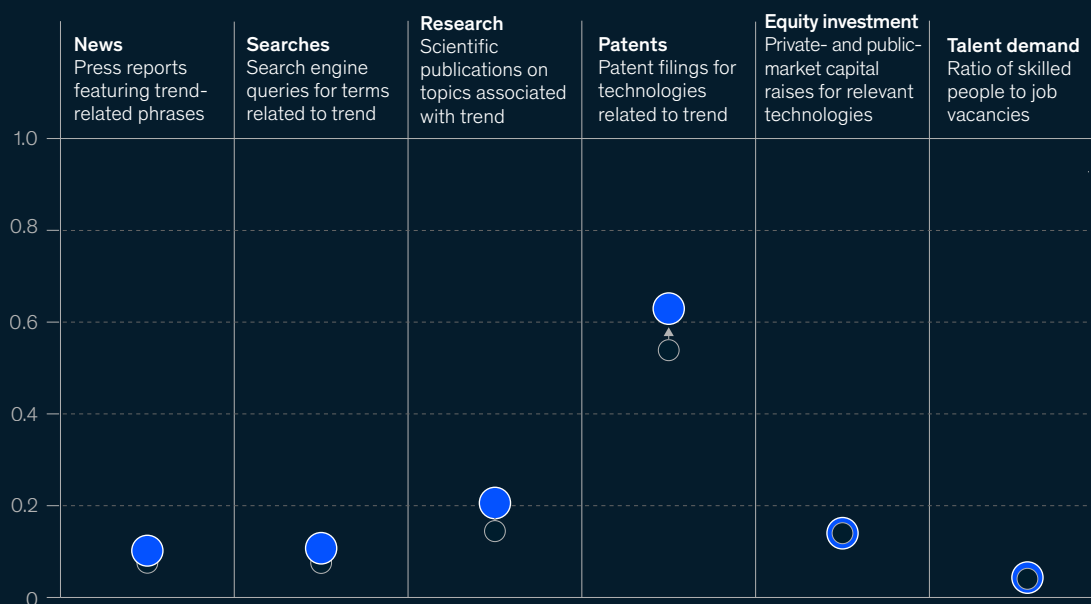 News
Press reports
featuring trend-
related phrases
Searches
Search engine
queries for terms
related to trend
Research
Scientific
publications on
topics associated
with trend
Patents
Patent filings for
technologies
related to trend
Equity investment
Private- and public-
market capital
raises for relevant
technologies
Talent demand
Ratio of skilled
people to job
vacancies
1.0
0.8
0.6
0.4
0.2
0